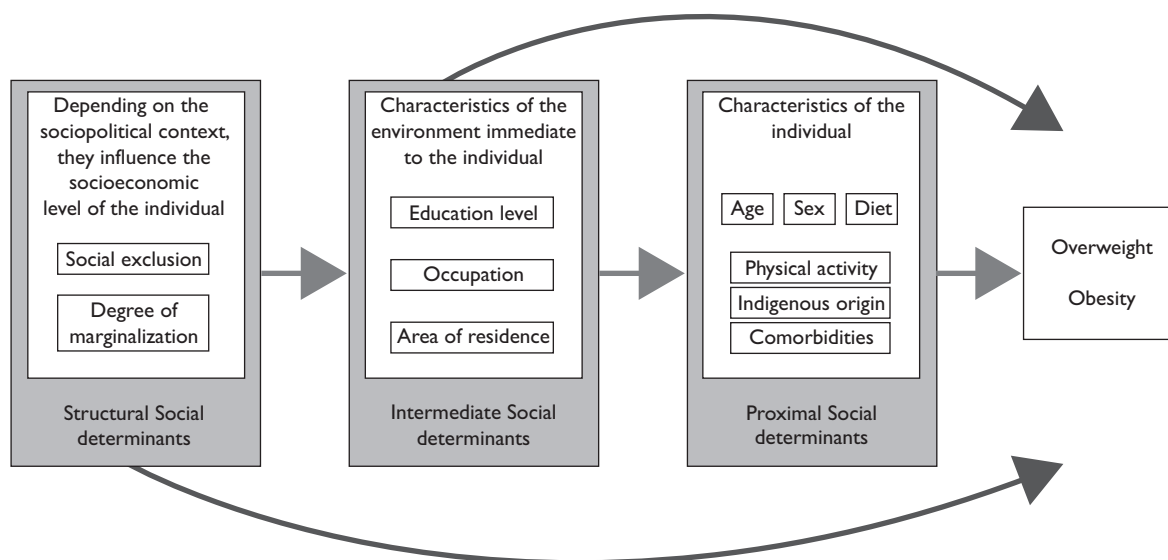 Depending on the
sociopolitical context,
they influence the
socioeconomic
level of the individual
Social exclusion
Degree of
marginalization
Structural Social
determinants
Characteristics of the
environment immediate
to the individual
Education level
Occupation
Area of residence
Intermediate Social
determinants
Characteristics of the
individual
Age
Sex
Diet
Physical activity
Indigenous origin
Comorbidities
Proximal Social
determinants
Overweight
Obesity